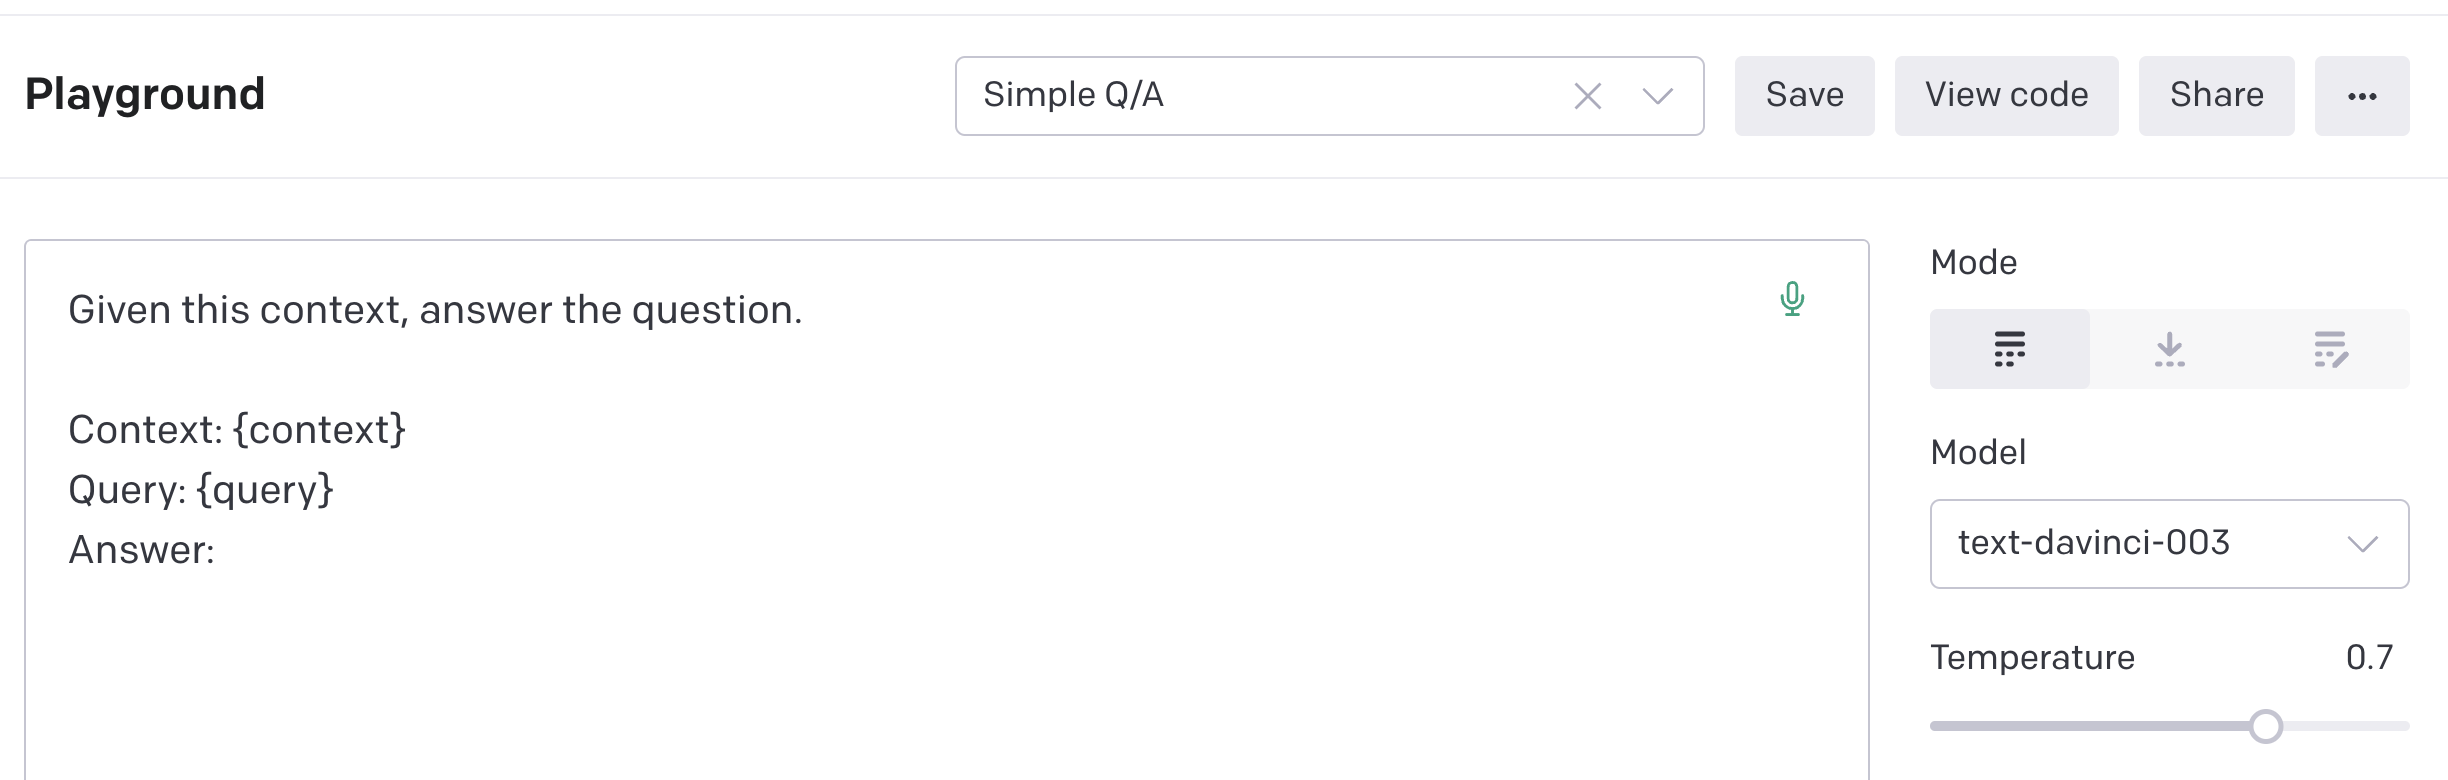 Playground
Simple Q/A
Save
View code
Share
Given this context, answer the question.
Context: {context}
Query: {query}
Answer:
Mode
Model
text-davinci-003
Temperature 0.7